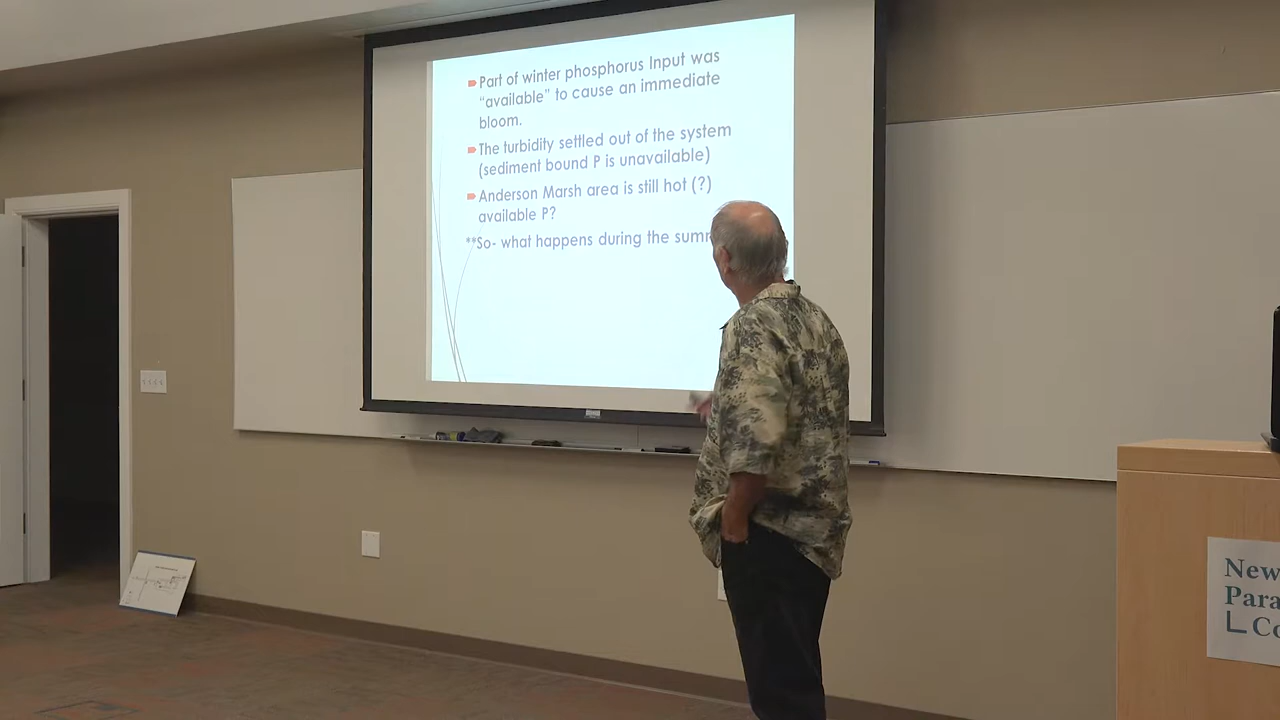 Part of winter phosphorus Input was
"available" to cause an immediate
bloom.
The turbidity settled out of the system
(sediment bound P is unavailable)
Anderson Marsh area is still hot (?)
available P?
**So- what happens during the
New
Para
Co